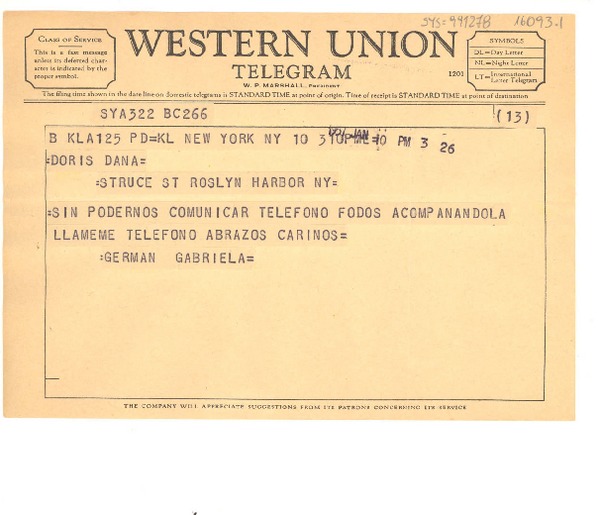 SYS=991278 16093-1
CLASS OF SERVICE
This is a fast message
unless its deferred char-
acter is indicated by the
proper symbol.
WESTERN UNION
TELEGRAM
W. P. MARSHALL, PRESIDENT
1201
SYMBOLS
DL=Day Letter
NL=Night Letter
LT=International Letter Telegram
The filing time shown in the date line on domestic telegrams is STANDARD TIME at point of origin. Time of receipt is STANDARD TIME at point of destination
SYA322 BC266
(13)
B KLA125 PD=KL NEW YORK NY 10 310PME=
1957 JAN 10 PM 3 26
=DORIS DANA=
=STRUCE ST ROSLYN HARBOR NY=
=SIN PODERNOS COMUNICAR TELEFONO FODOS ACOMPANANDOLA
LLAMEME TELEFONO ABRAZOS CARINOS=
=GERMAN GABRIELA=
THE COMPANY WILL APPRECIATE SUGGESTIONS FROM ITS PATRONS CONCERNING ITS SERVICE